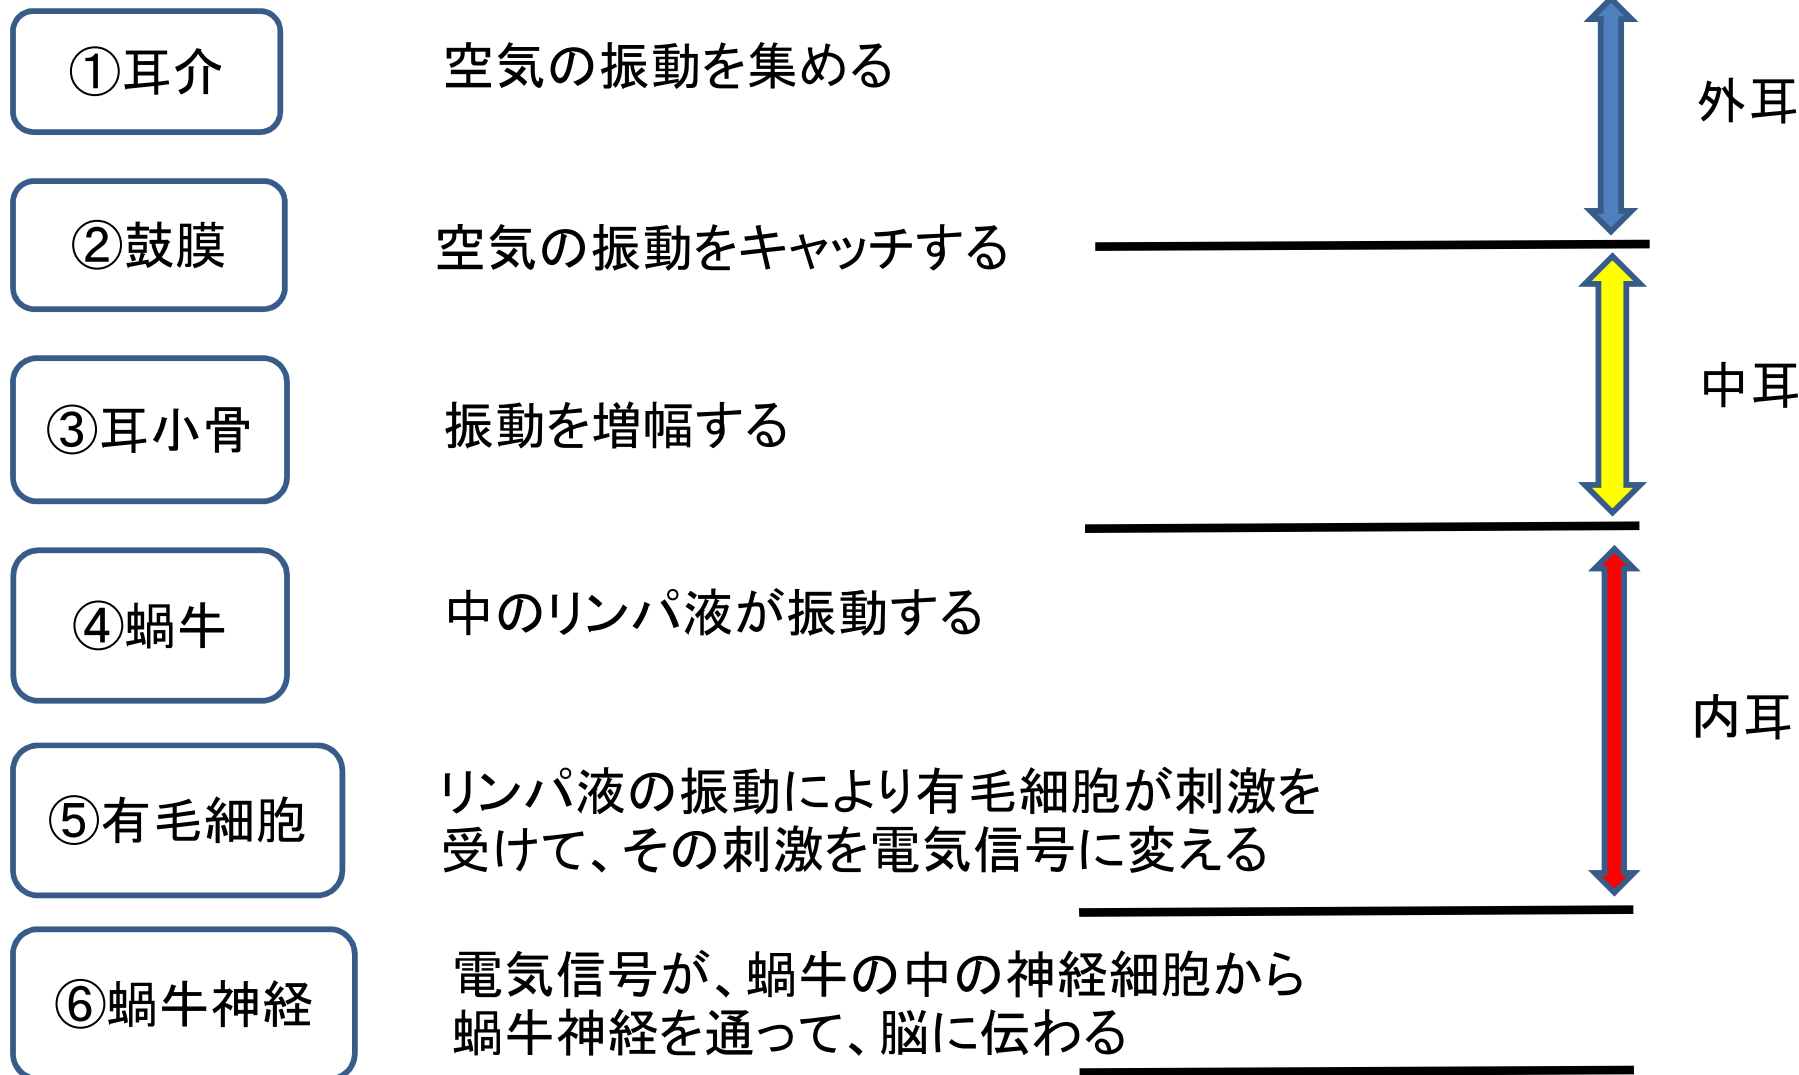 ①耳介
空気の振動を集める
外耳
②鼓膜
空気の振動をキャッチする
③耳小骨
振動を増幅する
中耳
④蝸牛
中のリンパ液が振動する
内耳
⑤有毛細胞
リンパ液の振動により有毛細胞が刺激を
受けて、その刺激を電気信号に変える
⑥蝸牛神経
電気信号が、蝸牛の中の神経細胞から
蝸牛神経を通って、脳に伝わる